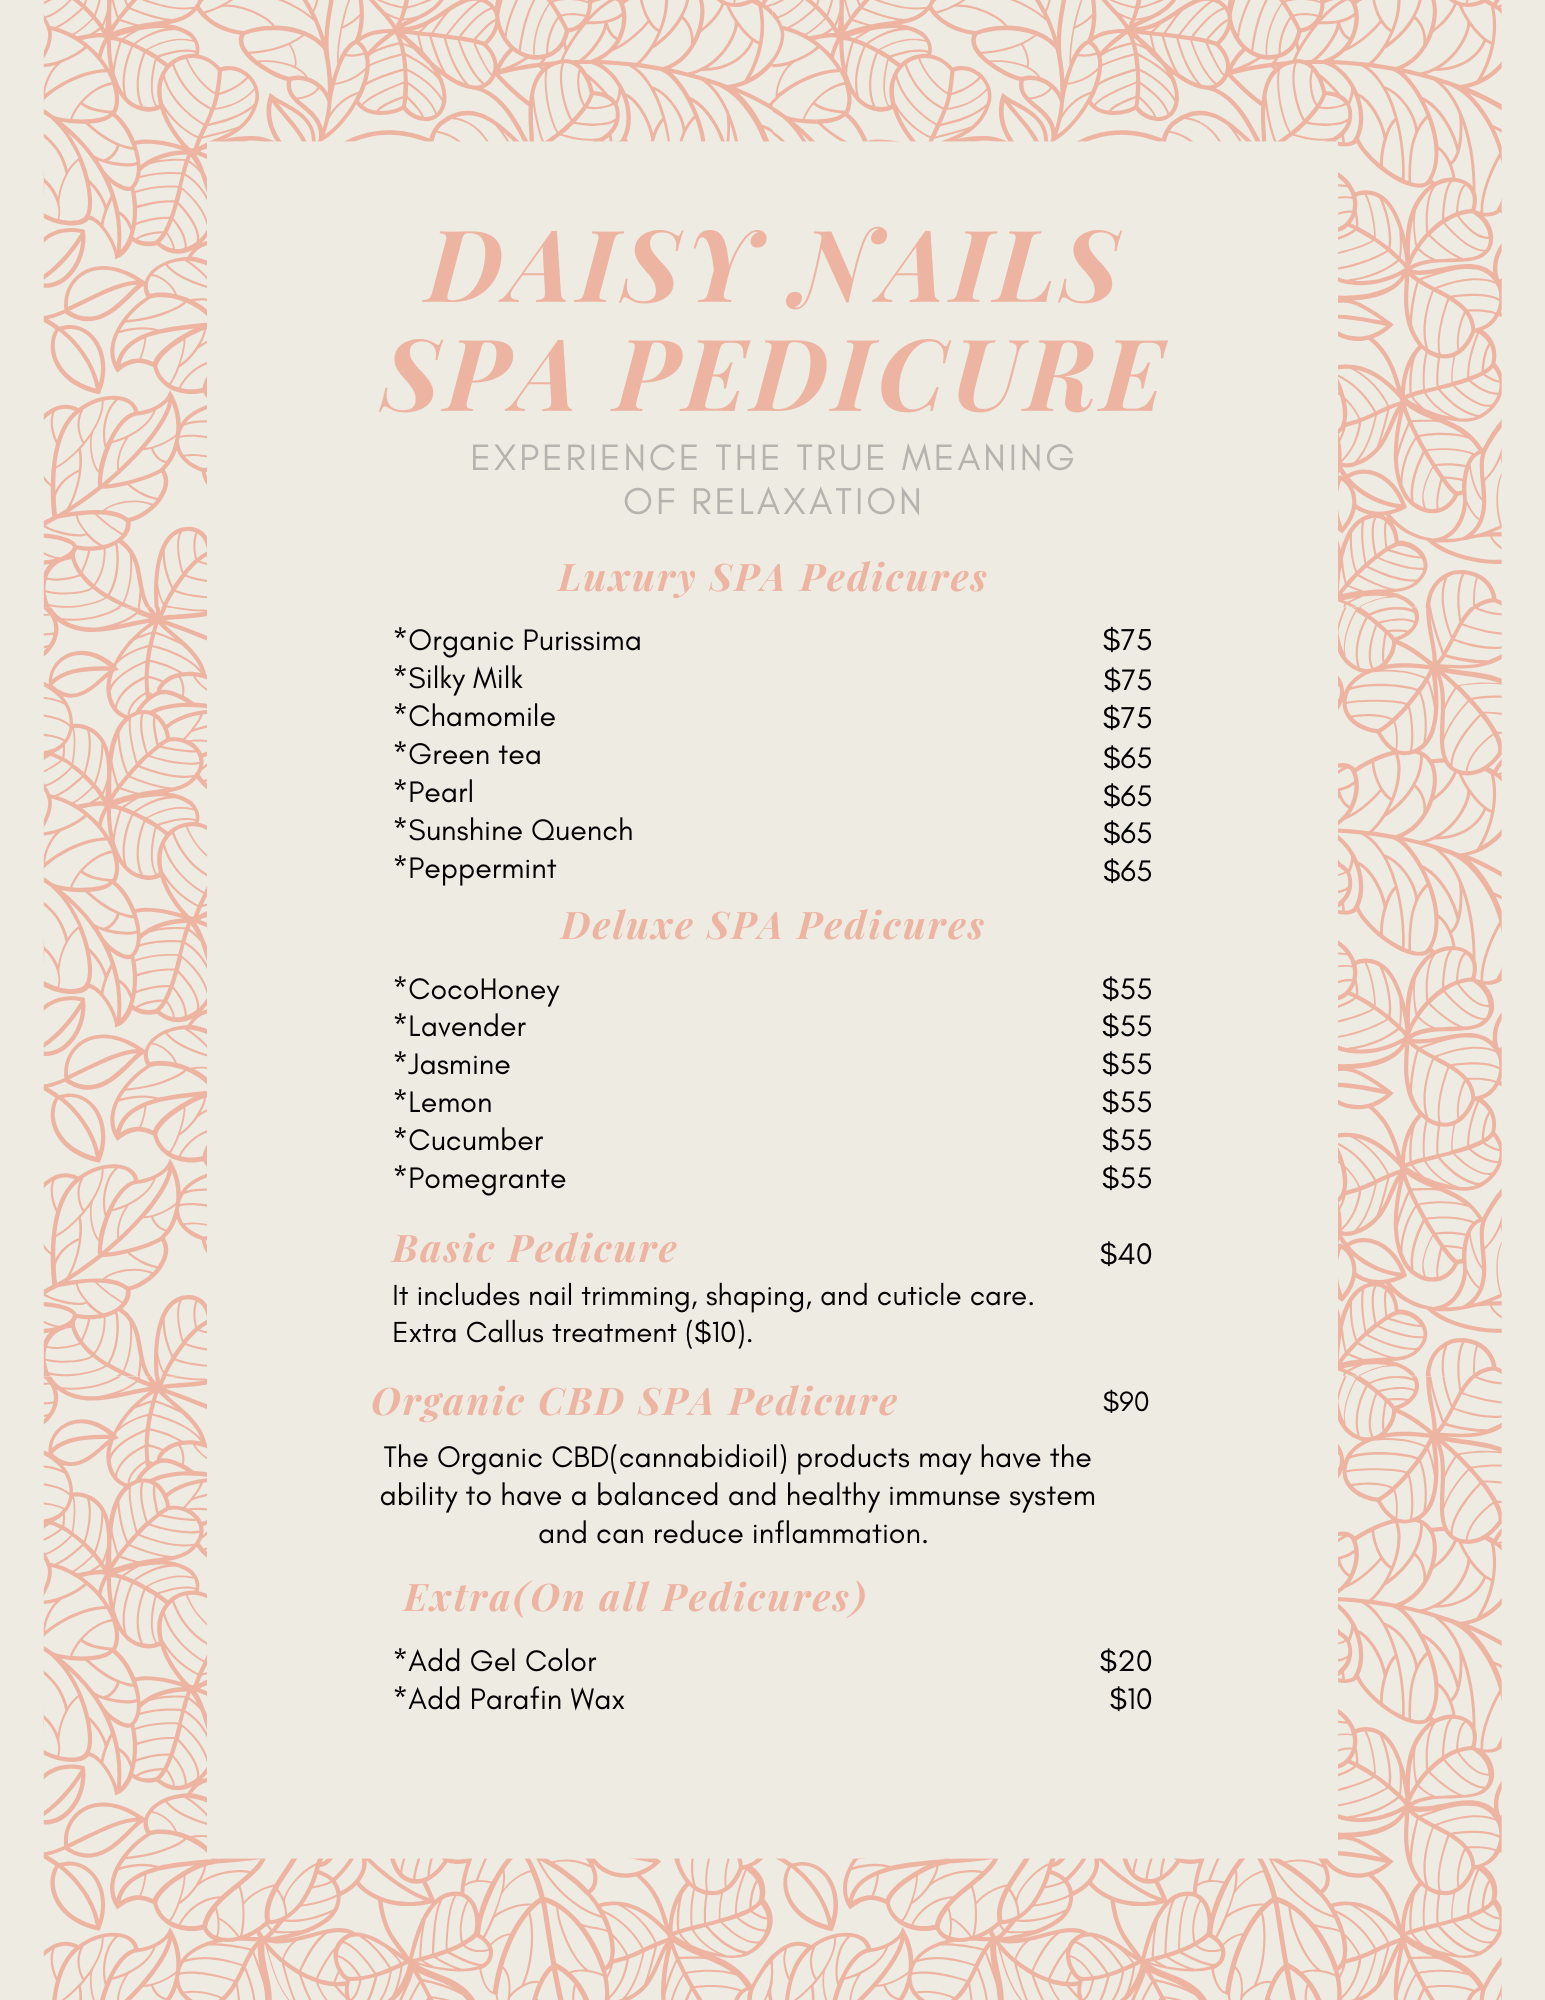 DAISY NAILS
SPA PEDICURE
EXPERIENCE THE TRUE MEANING
OF RELAXATION
Luxury SPA Pedicures
*Organic Purissima $75
*Silky Milk $75
*Chamomile $75
*Green tea $65
*Pearl $65
*Sunshine Quench $65
*Peppermint $65
Deluxe SPA Pedicures
*CocoHoney $55
*Lavender $55
*Jasmine $55
*Lemon $55
*Cucumber $55
*Pomegrante $55
Basic Pedicure $40
It includes nail trimming, shaping, and cuticle care.
Extra Callus treatment ($10).
Organic CBD SPA Pedicure $90
The Organic CBD(cannabidioil) products may have the
ability to have a balanced and healthy immunse system
and can reduce inflammation.
Extra(On all Pedicures)
*Add Gel Color $20
*Add Parafin Wax $10